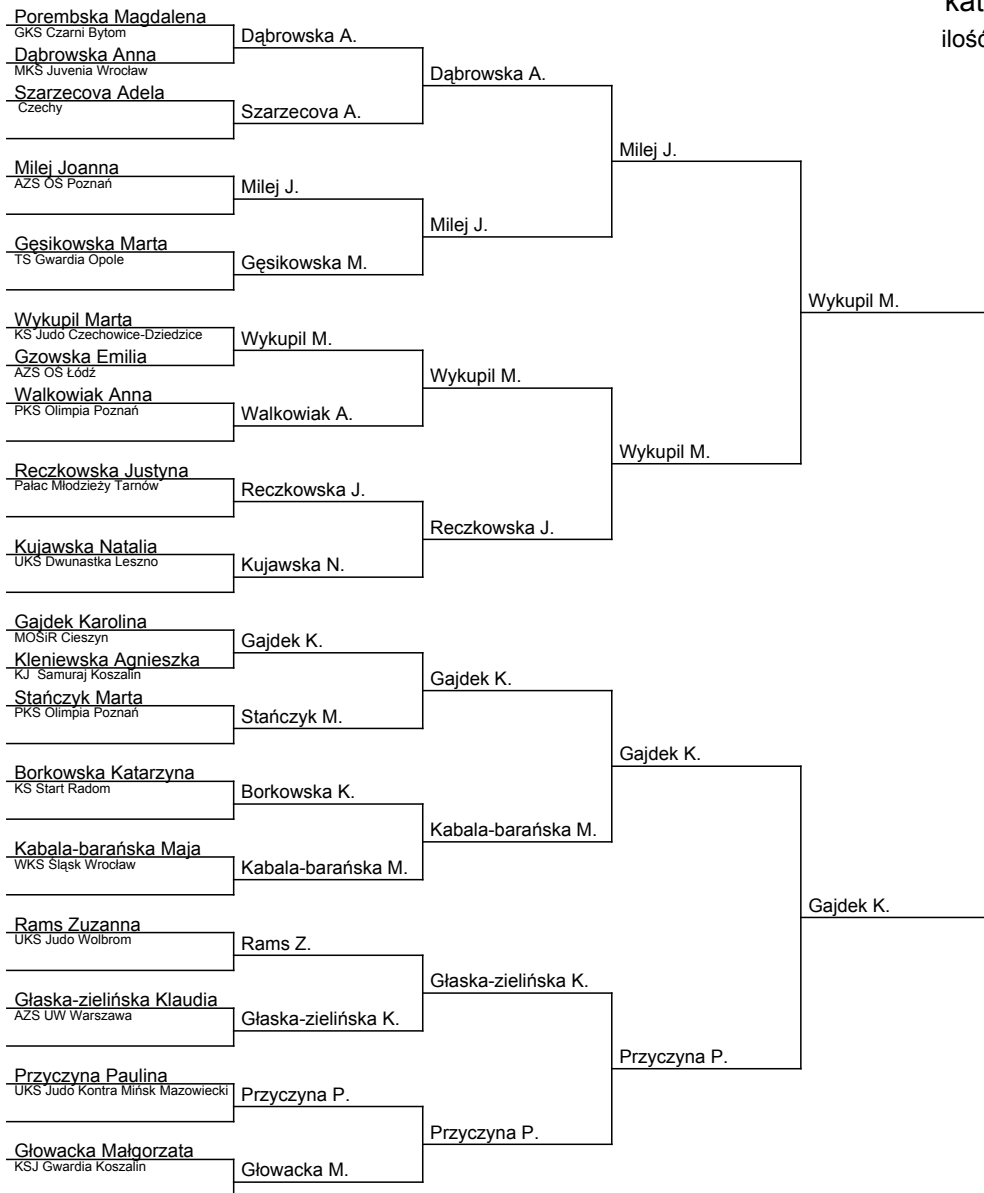 kat
ilość
Porembska Magdalena
GKS Czarni Bytom
Dąbrowska Anna
MKS Juvenia Wrocław
Szarzecova Adela
Czechy
Milej Joanna
AZS OŚ Poznań
Gęsikowska Marta
TS Gwardia Opole
Wykupil Marta
KS Judo Czechowice-Dziedzice
Gzowska Emilia
AZS OŚ Łódź
Walkowiak Anna
PKS Olimpia Poznań
Reczkowska Justyna
Pałac Młodzieży Tarnów
Kujawska Natalia
UKS Dwunastka Leszno
Gajdek Karolina
MOSiR Cieszyn
Kleniewska Agnieszka
KJ Samuraj Koszalin
Stańczyk Marta
PKS Olimpia Poznań
Borkowska Katarzyna
KS Start Radom
Kabala-barańska Maja
WKS Śląsk Wrocław
Rams Zuzanna
UKS Judo Wolbrom
Głaska-zielińska Klaudia
AZS UW Warszawa
Przyczyna Paulina
UKS Judo Kontra Mińsk Mazowiecki
Głowacka Małgorzata
KSJ Gwardia Koszalin
Dąbrowska A.
Szarzecova A.
Milej J.
Gęsikowska M.
Wykupil M.
Walkowiak A.
Reczkowska J.
Kujawska N.
Gajdek K.
Stańczyk M.
Borkowska K.
Kabala-barańska M.
Rams Z.
Głaska-zielińska K.
Przyczyna P.
Głowacka M.
Dąbrowska A.
Milej J.
Wykupil M.
Reczkowska J.
Gajdek K.
Kabala-barańska M.
Głaska-zielińska K.
Przyczyna P.
Milej J.
Wykupil M.
Gajdek K.
Przyczyna P.
Wykupil M.
Gajdek K.